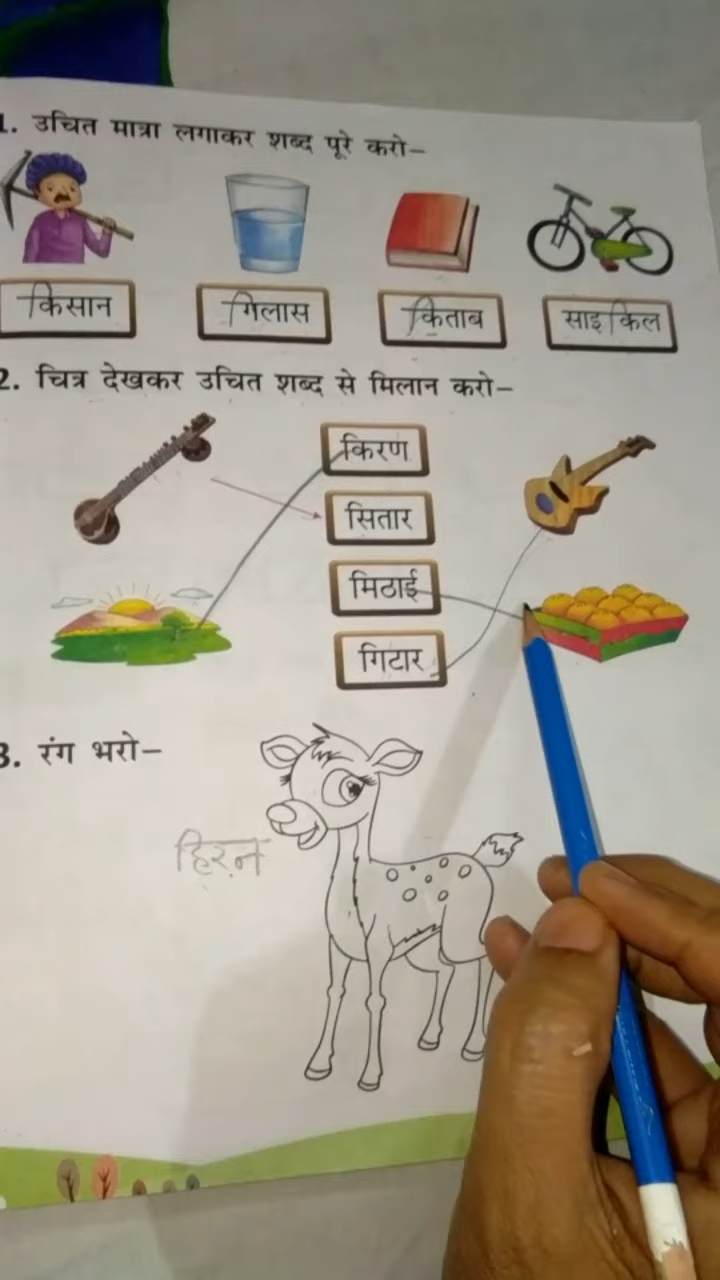 1. उचित मात्रा लगाकर शब्द पूरे करो–
किसान गिलास किताब साइकिल
2. चित्र देखकर उचित शब्द से मिलान करो–
किरण
सितार
मिठाई
गिटार
3. रंग भरो–
हिरन